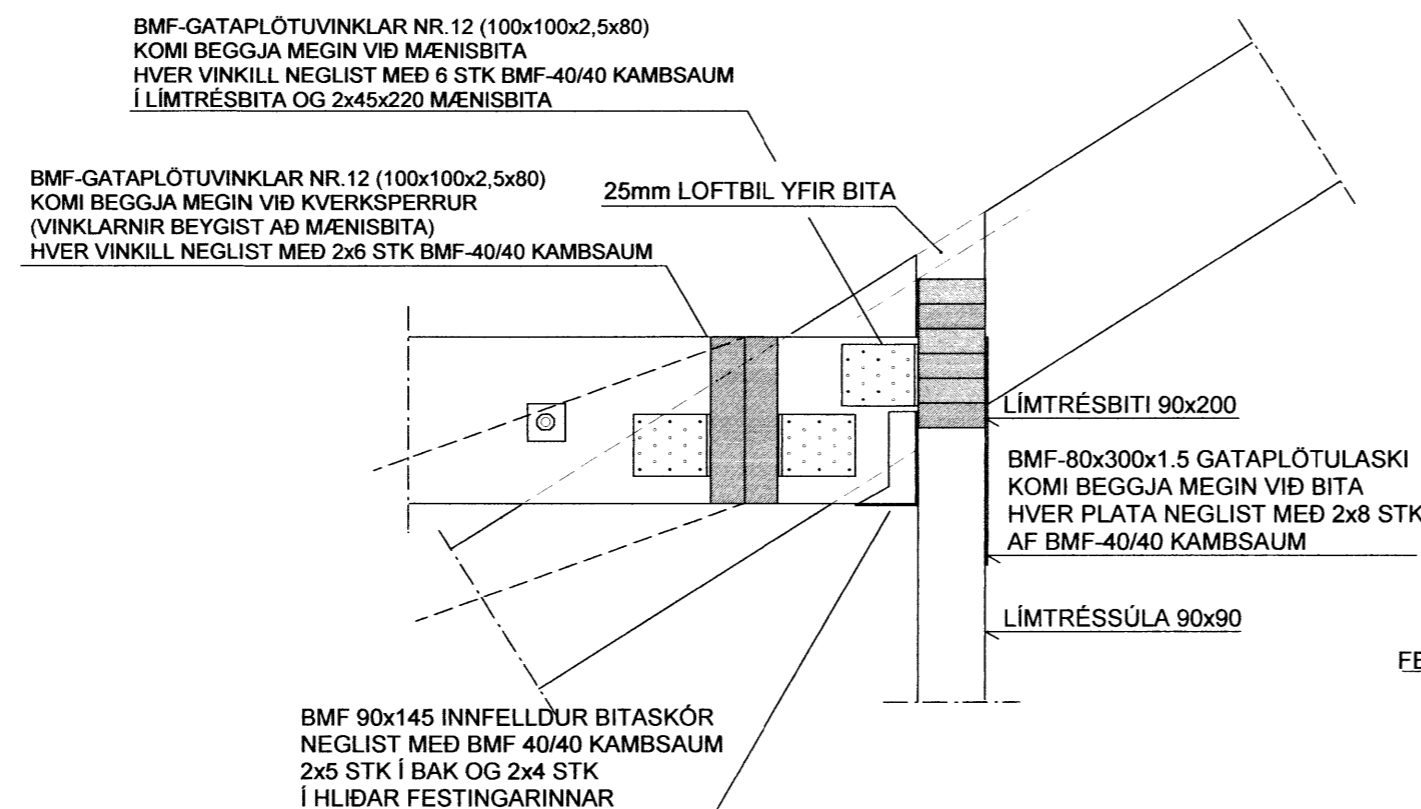 BMF-GATAPLÖTUVINKLAR NR.12 (100x100x2,5x80)
KOMI BEGGJA MEGIN VIÐ MÆNISBITA
HVER VINKILL NEGLIST MEÐ 6 STK BMF-40/40 KAMBSAUM
Í LÍMTRÉSBITA OG 2x45x220 MÆNISBITA
BMF-GATAPLÖTUVINKLAR NR.12 (100x100x2,5x80)
KOMI BEGGJA MEGIN VIÐ KVERKSPERRUR
(VINKLARNIR BEYGIST AÐ MÆNISBITA)
HVER VINKILL NEGLIST MEÐ 2x6 STK BMF-40/40 KAMBSAUM
25mm LOFTBIL YFIR BITA
LÍMTRÉSBITI 90x200
BMF-80x300x1.5 GATAPLÖTULASKI
KOMI BEGGJA MEGIN VIÐ BITA
HVER PLATA NEGLIST MEÐ 2x8 STK
AF BMF-40/40 KAMBSAUM
LÍMTRÉSSÚLA 90x90
FE
BMF 90x145 INNFELLDUR BITASKÓR
NEGLIST MEÐ BMF 40/40 KAMBSAUM
2x5 STK Í BAK OG 2x4 STK
Í HLIÐAR FESTINGARINNAR